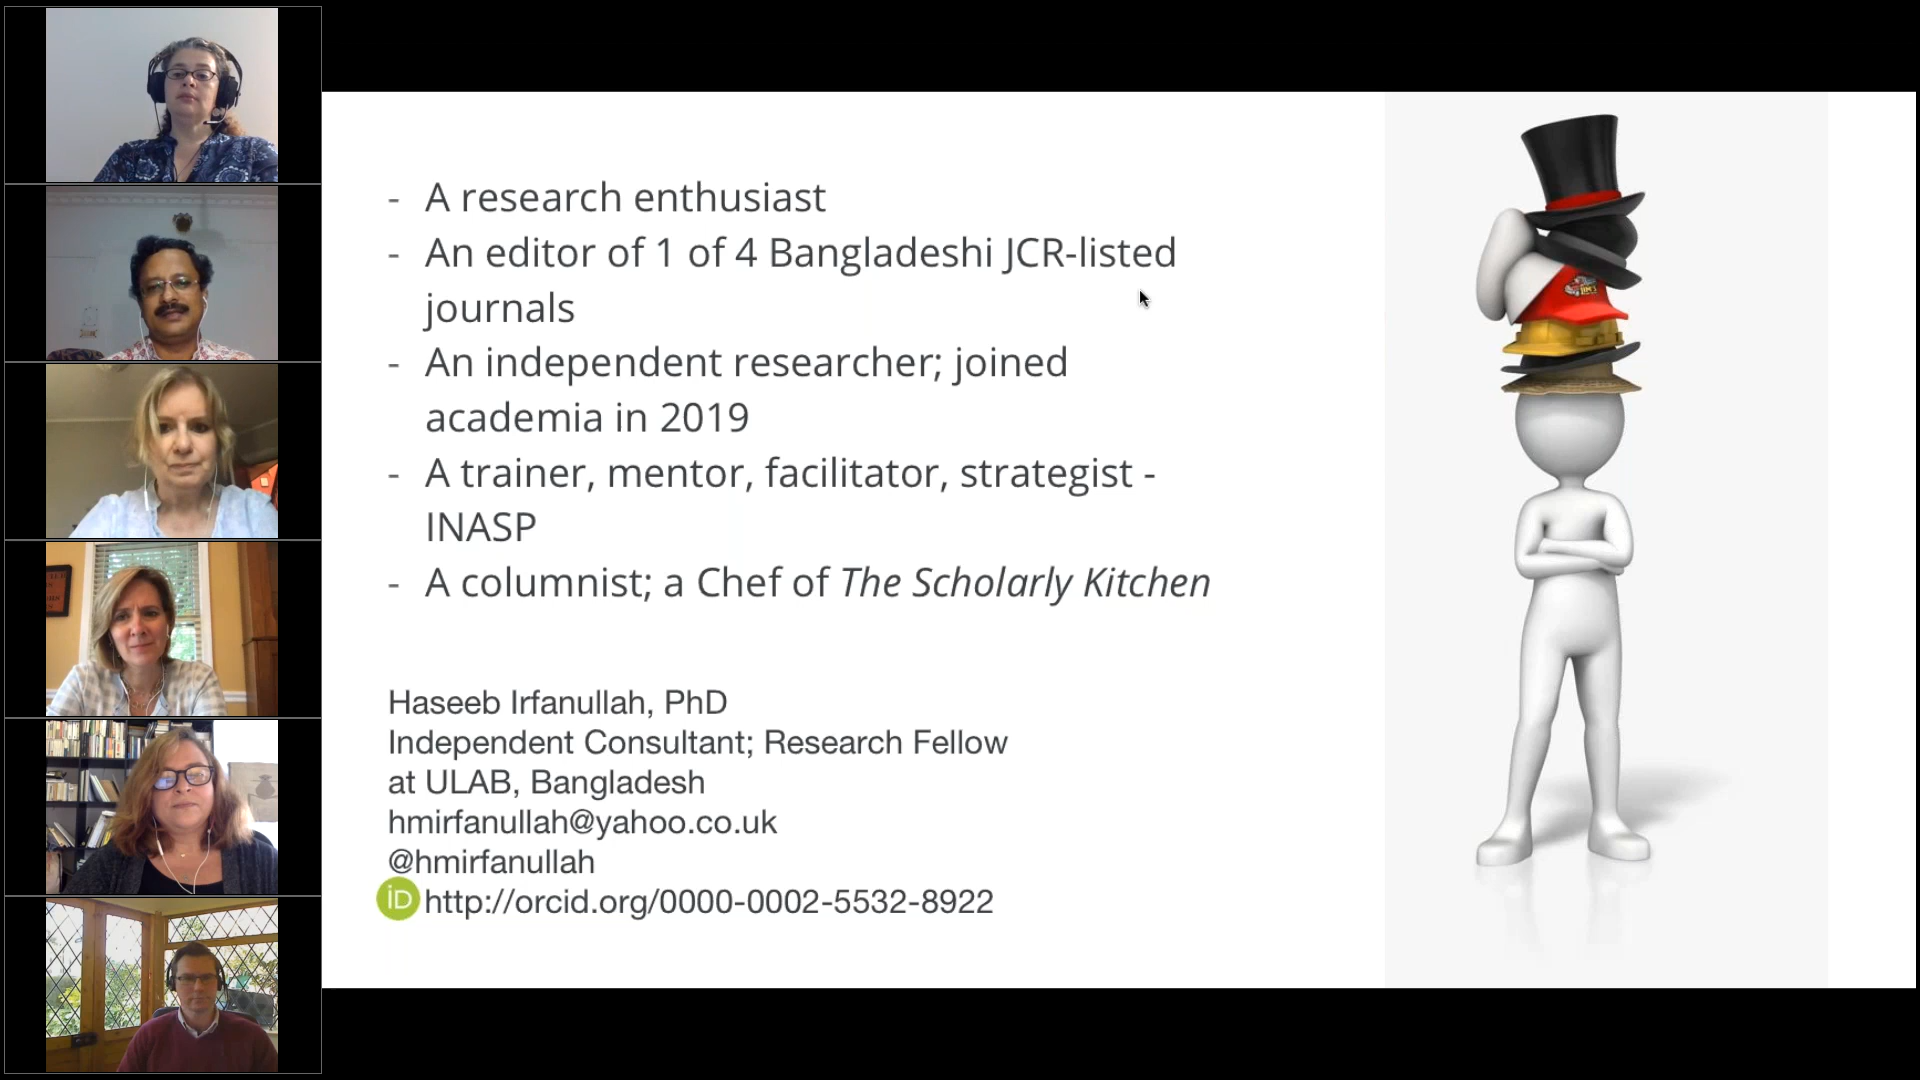 - A research enthusiast
- An editor of 1 of 4 Bangladeshi JCR-listed
journals
- An independent researcher; joined
academia in 2019
- A trainer, mentor, facilitator, strategist -
INASP
- A columnist; a Chef of The Scholarly Kitchen
Haseeb Irfanullah, PhD
Independent Consultant; Research Fellow
at ULAB, Bangladesh
hmirfanullah@yahoo.co.uk
@hmirfanullah
iD http://orcid.org/0000-0002-5532-8922